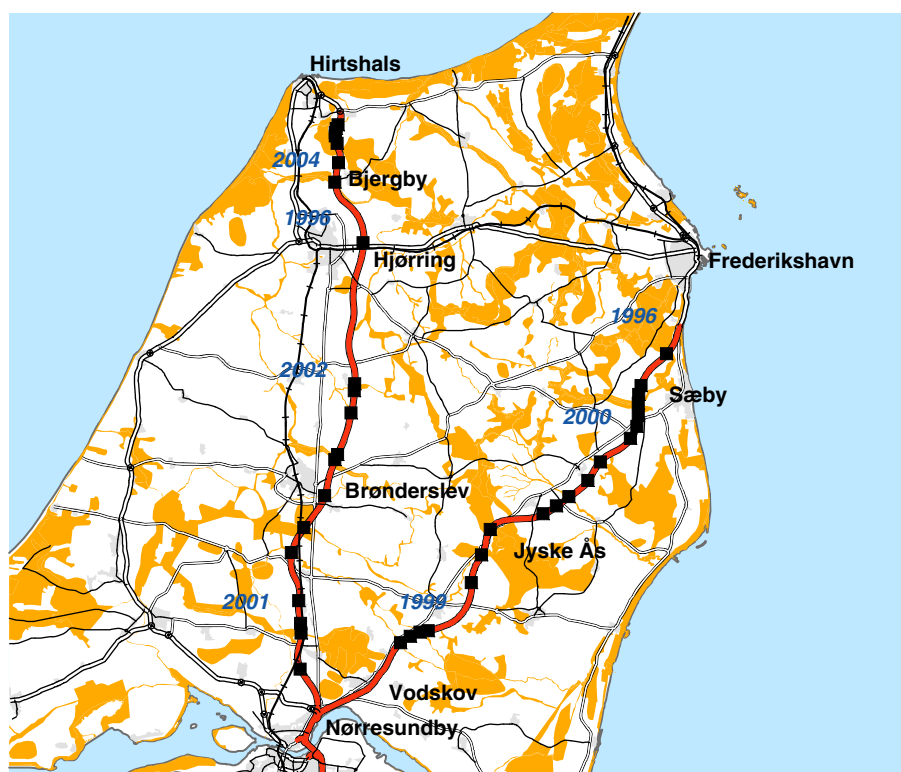 Hirtshals
2004
Bjergby
1996
Hjørring
Frederikshavn
1996
2002
Sæby
2000
Brønderslev
Jyske Ås
2001
1999
Vodskov
Nørresundby